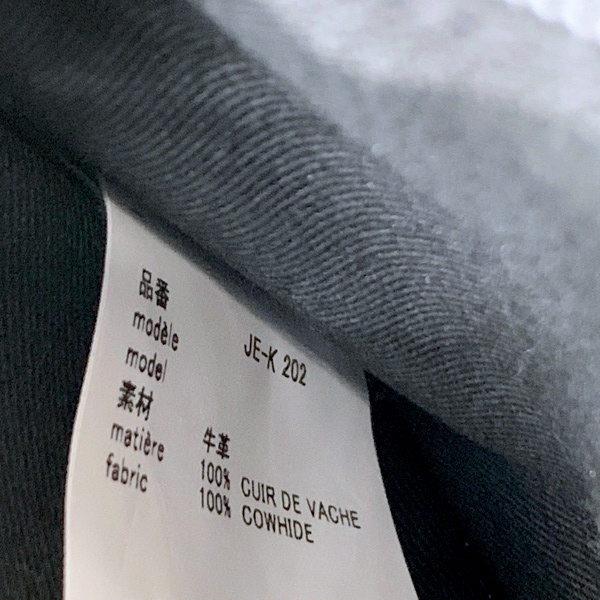 品番
modèle JE-K 202
model
素材 牛革
matière 100% CUIR DE VACHE
fabric 100% COWHIDE